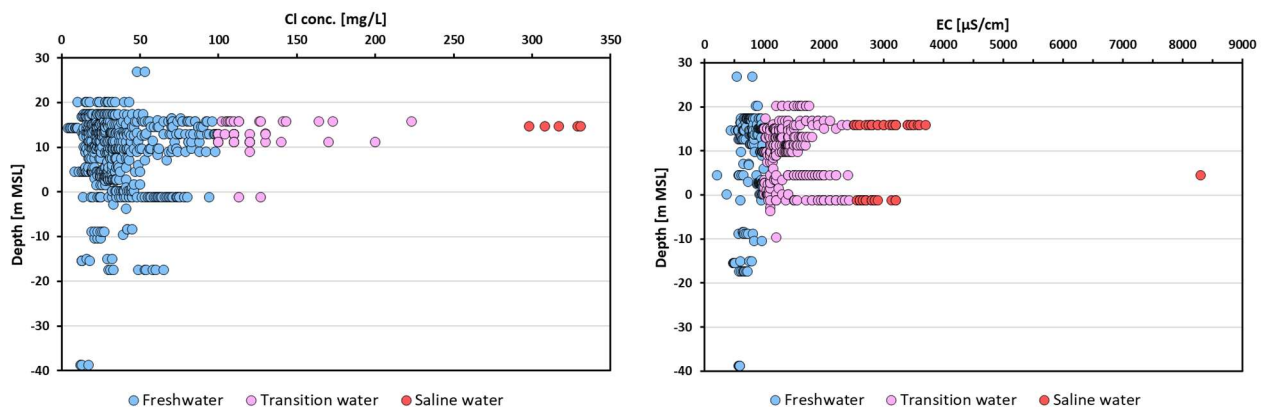 Cl conc. [mg/L]
0 50 100 150 200 250 300 350
Depth [m MSL]
30
20
10
0
-10
-20
-30
-40
Freshwater Transition water Saline water
EC [µS/cm]
0 1000 2000 3000 4000 5000 6000 7000 8000 9000
Depth [m MSL]
30
20
10
0
-10
-20
-30
-40
Freshwater Transition water Saline water